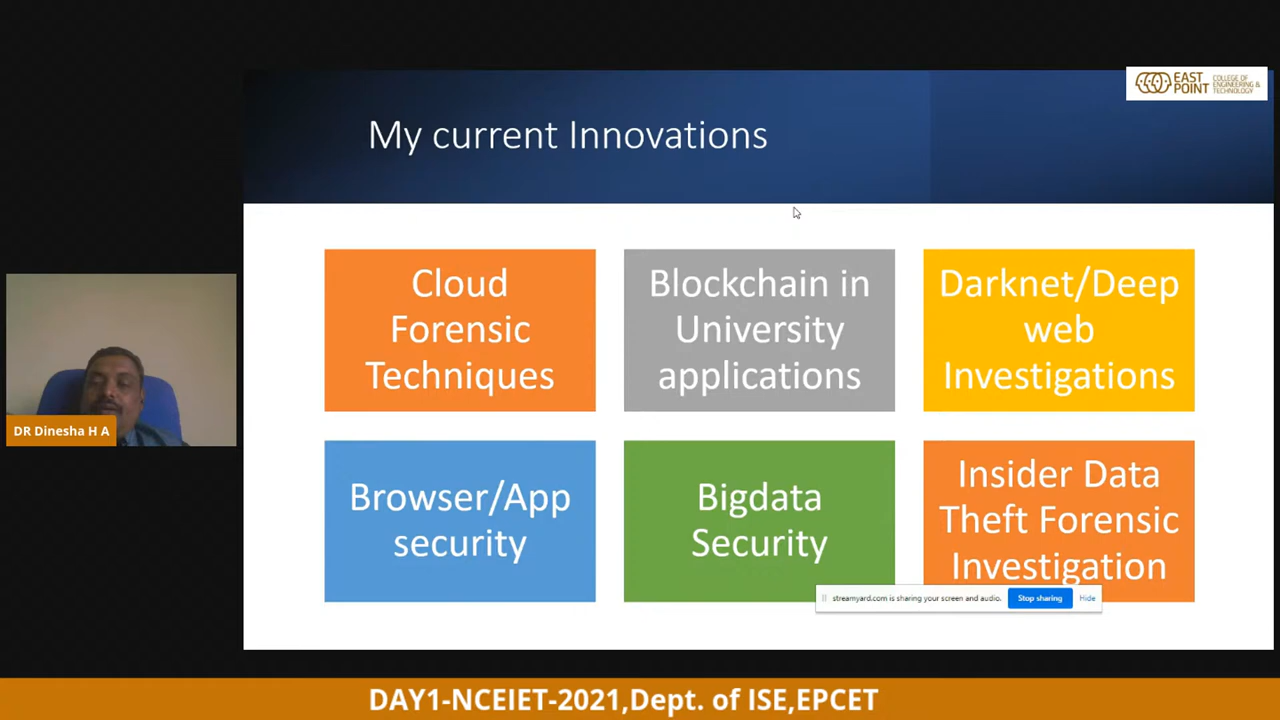 EAST
POINT
COLLEGE OF
ENGINEERING &
TECHNOLOGY
My current Innovations
Cloud
Forensic
Techniques
Blockchain in
University
applications
Darknet/Deep
web
Investigations
DR Dinesha H A
Browser/App
security
Bigdata
Security
Insider Data
Theft Forensic
Investigation
streamyard.com is sharing your screen and audio.
Stop sharing
Hide
DAY1-NCEIET-2021,Dept. of ISE,EPCET